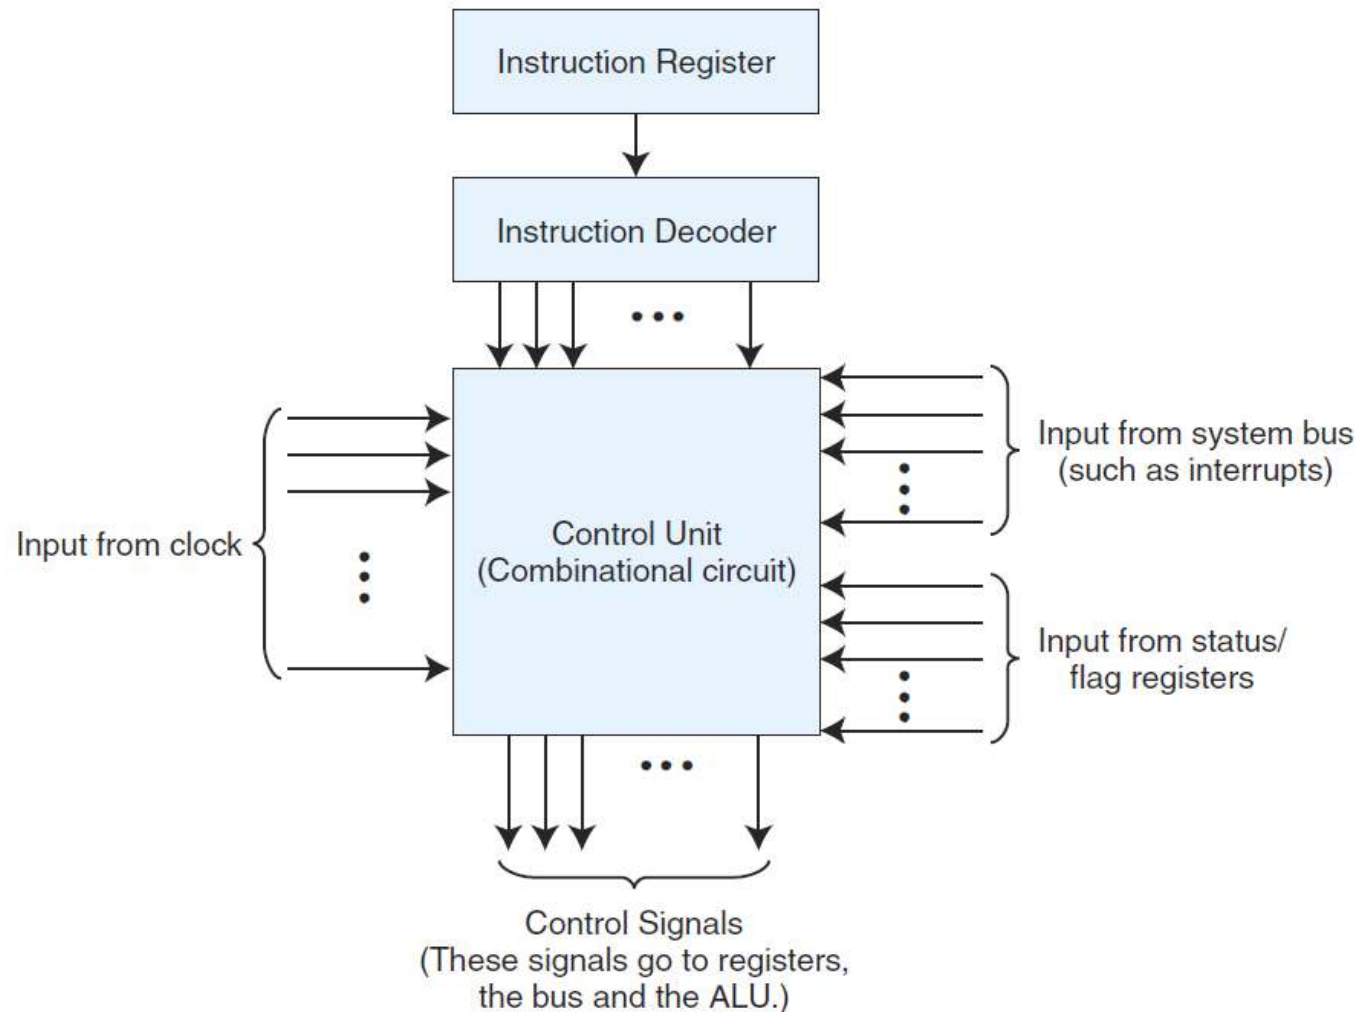 Instruction Register
Instruction Decoder
Input from clock
Control Unit
(Combinational circuit)
Input from system bus
(such as interrupts)
Input from status/
flag registers
Control Signals
(These signals go to registers,
the bus and the ALU.)